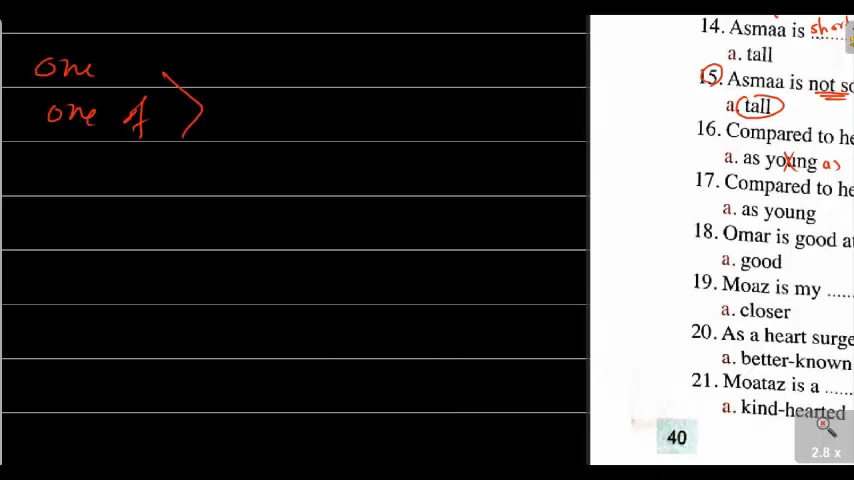 one
one of
14. Asmaa is short
a. tall
15. Asmaa is not so
a. tall
16. Compared to he
a. as young as
17. Compared to he
a. as young
18. Omar is good at
a. good
19. Moaz is my ......
a. closer
20. As a heart surge
a. better-known
21. Moataz is a ......
a. kind-hearted
40
2.8 x